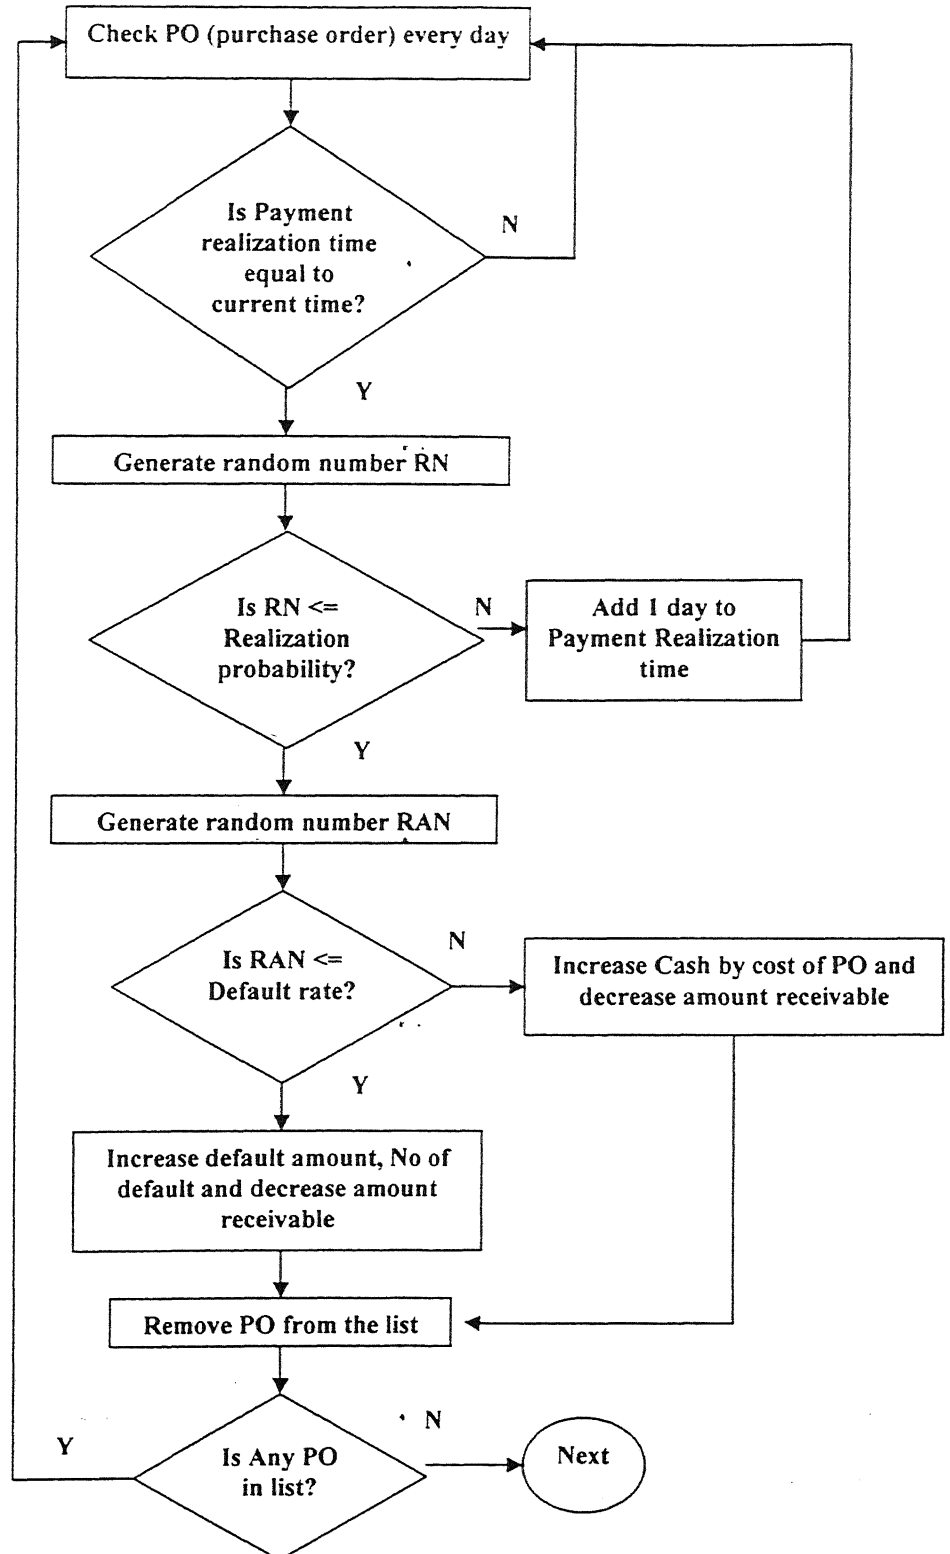 Check PO (purchase order) every day
Is Payment
realization time
equal to
current time?
N
Y
Generate random number RN
Is RN <=
Realization
probability?
N
Add 1 day to
Payment Realization
time
Y
Generate random number RAN
Is RAN <=
Default rate?
N
Increase Cash by cost of PO and
decrease amount receivable
Y
Increase default amount, No of
default and decrease amount
receivable
Remove PO from the list
Is Any PO
in list?
Y
N
Next